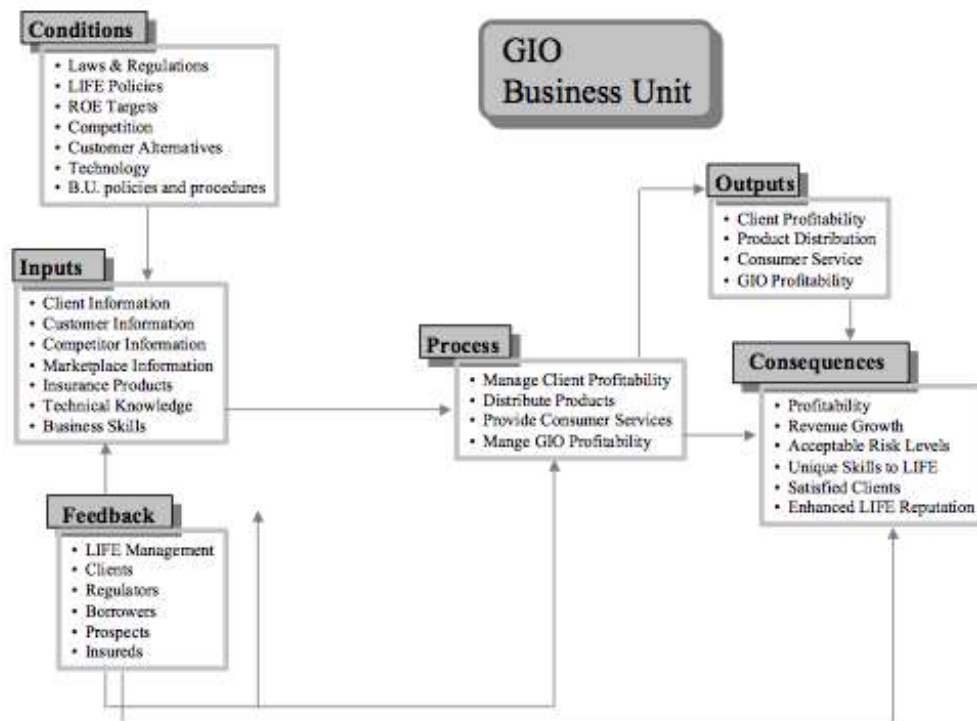 Conditions
• Laws & Regulations
• LIFE Policies
• ROE Targets
• Competition
• Customer Alternatives
• Technology
• B.U. policies and procedures
GIO
Business Unit
Outputs
• Client Profitability
• Product Distribution
• Consumer Service
• GIO Profitability
Inputs
• Client Information
• Customer Information
• Competitor Information
• Marketplace Information
• Insurance Products
• Technical Knowledge
• Business Skills
Process
• Manage Client Profitability
• Distribute Products
• Provide Consumer Services
• Mange GIO Profitability
Consequences
• Profitability
• Revenue Growth
• Acceptable Risk Levels
• Unique Skills to LIFE
• Satisfied Clients
• Enhanced LIFE Reputation
Feedback
• LIFE Management
• Clients
• Regulators
• Borrowers
• Prospects
• Insureds